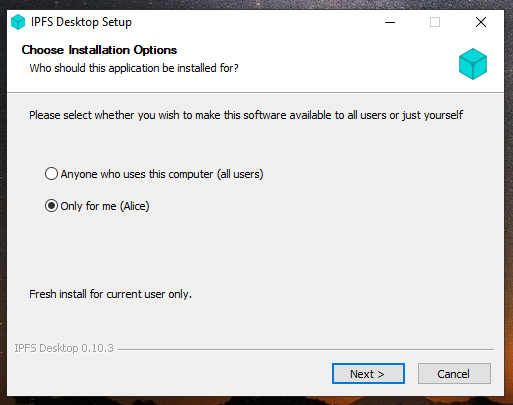 IPFS Desktop Setup
Choose Installation Options
Who should this application be installed for?
Please select whether you wish to make this software available to all users or just yourself
Anyone who uses this computer (all users)
Only for me (Alice)
Fresh install for current user only.
IPFS Desktop 0.10.3
Next >
Cancel